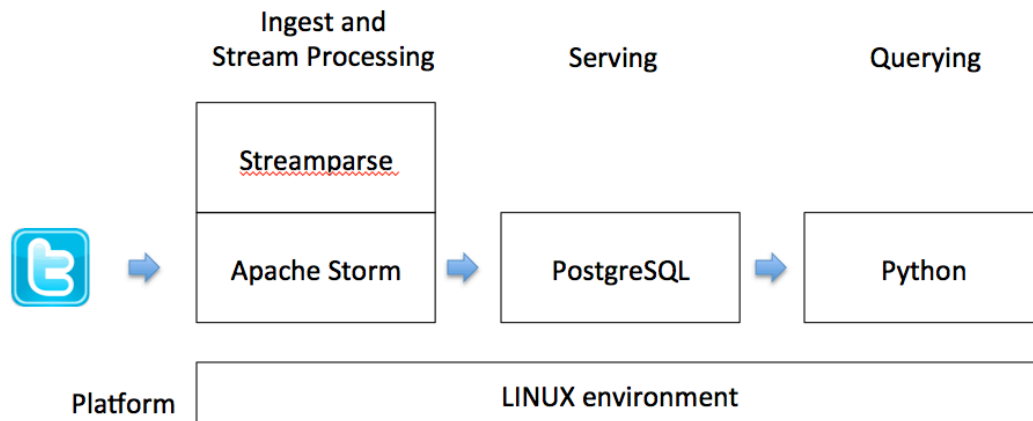 Ingest and
Stream Processing
Serving
Querying
Streamparse
Apache Storm
PostgreSQL
Python
Platform
LINUX environment